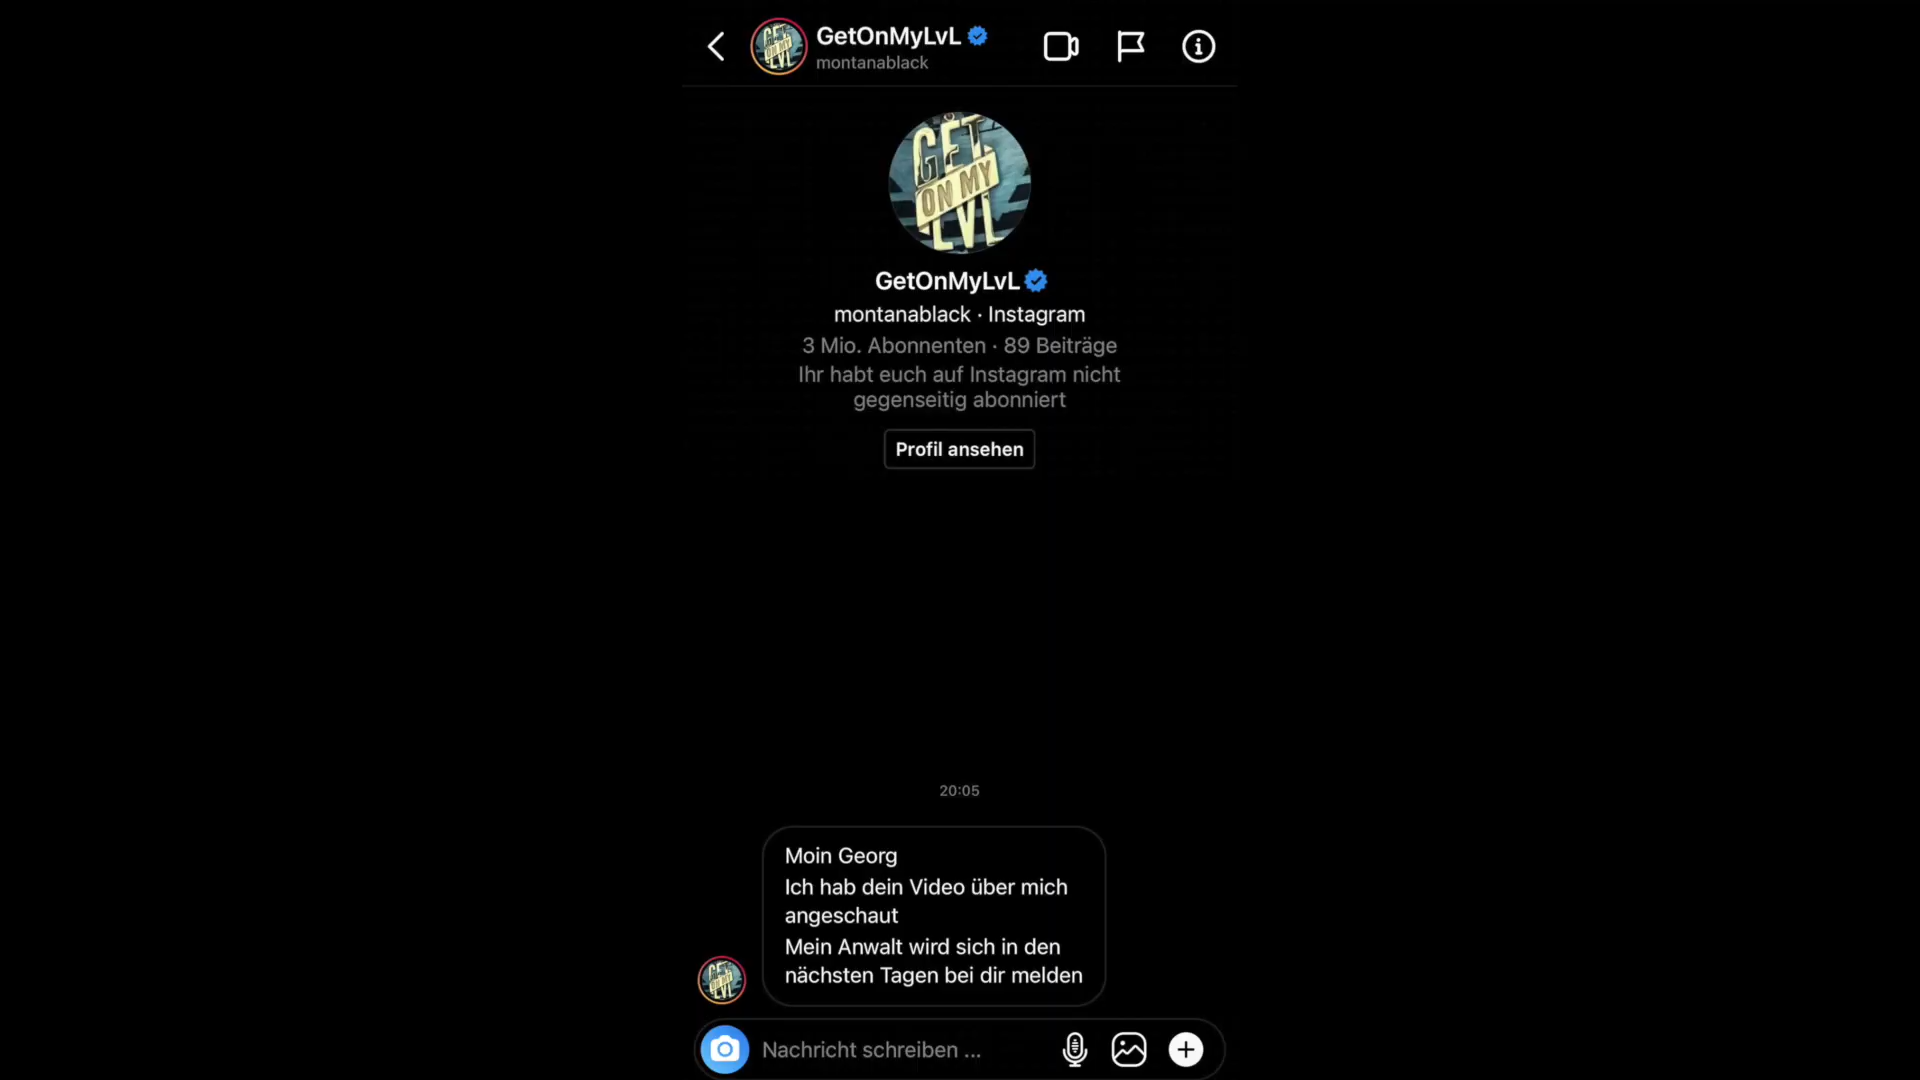 GetOnMyLvL
montanablack
GET
ON MY
LVL
GetOnMyLvL
montanablack · Instagram
3 Mio. Abonnenten · 89 Beiträge
Ihr habt euch auf Instagram nicht
gegenseitig abonniert
Profil ansehen
20:05
Moin Georg
Ich hab dein Video über mich
angeschaut
Mein Anwalt wird sich in den
nächsten Tagen bei dir melden
Nachricht schreiben ...